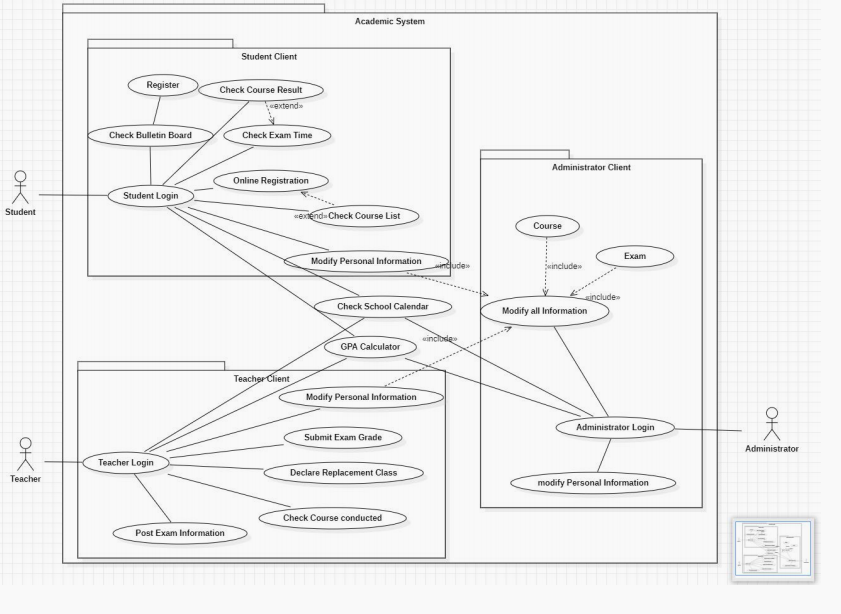 Academic System
Student Client
Register
Check Course Result
«extend»
Check Bulletin Board
Check Exam Time
Online Registration
Student Login
Student
«extend»
Check Course List
Modify Personal Information
«include»
Administrator Client
Course
Exam
«include»
«include»
Modify all Information
Check School Calendar
GPA Calculator
«include»
Teacher Client
Modify Personal Information
Submit Exam Grade
Teacher Login
Teacher
Declare Replacement Class
Check Course conducted
Post Exam Information
Administrator Login
Administrator
modify Personal Information